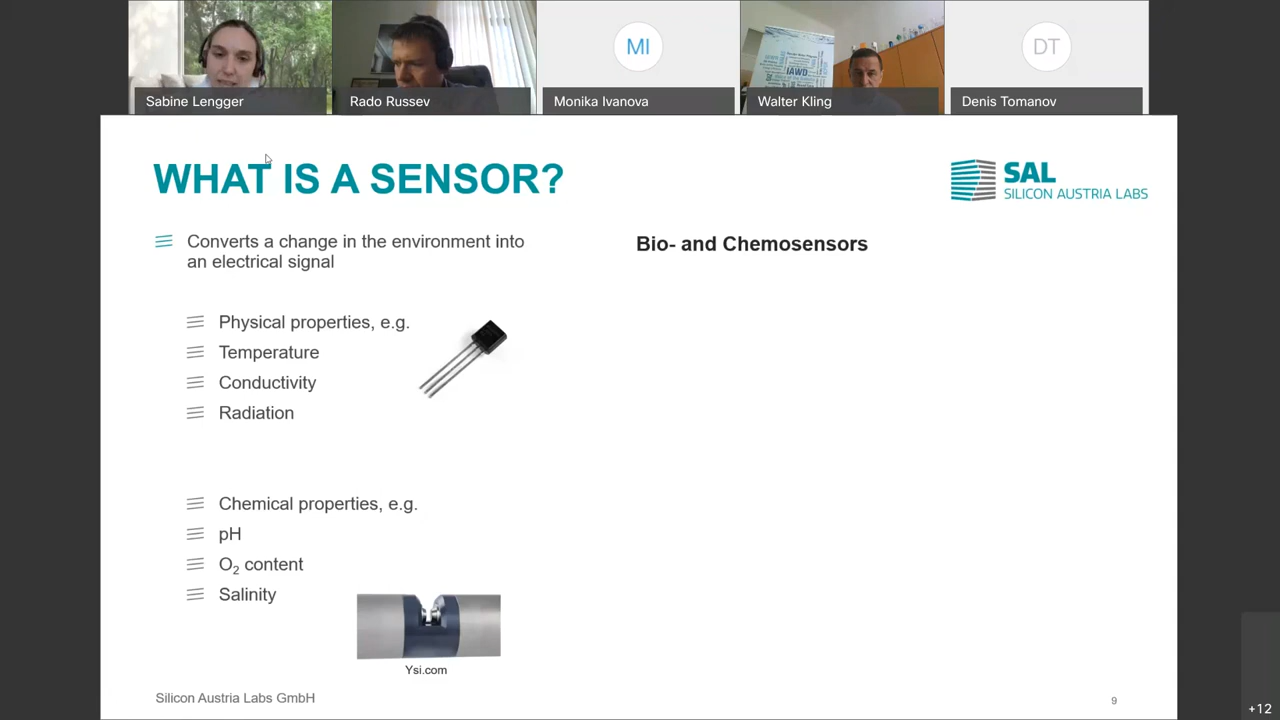 MI
DT
IAWD
Sabine Lengger
Rado Russev
Monika Ivanova
Walter Kling
Denis Tomanov
WHAT IS A SENSOR?
SAL
SILICON AUSTRIA LABS
Converts a change in the environment into
an electrical signal
Physical properties, e.g.
Temperature
Conductivity
Radiation
Chemical properties, e.g.
pH
O₂ content
Salinity
Ysi.com
Bio- and Chemosensors
Silicon Austria Labs GmbH
9
+12